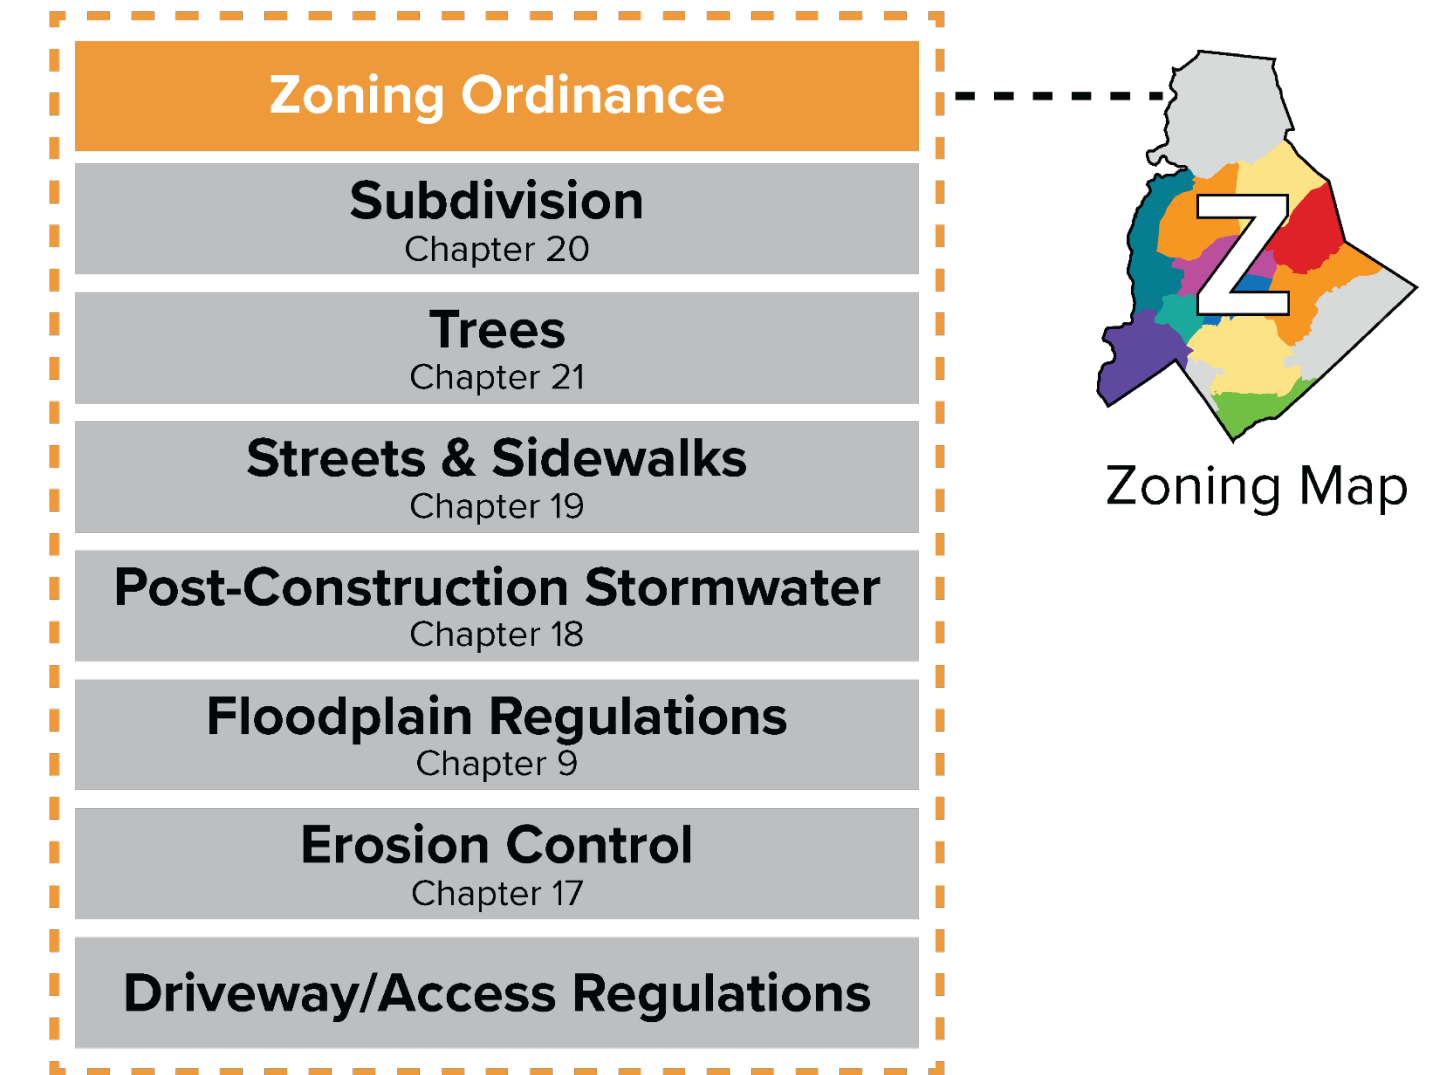 Zoning Ordinance
Subdivision
Chapter 20
Trees
Chapter 21
Streets & Sidewalks
Chapter 19
Post-Construction Stormwater
Chapter 18
Floodplain Regulations
Chapter 9
Erosion Control
Chapter 17
Driveway/Access Regulations
Z
Zoning Map